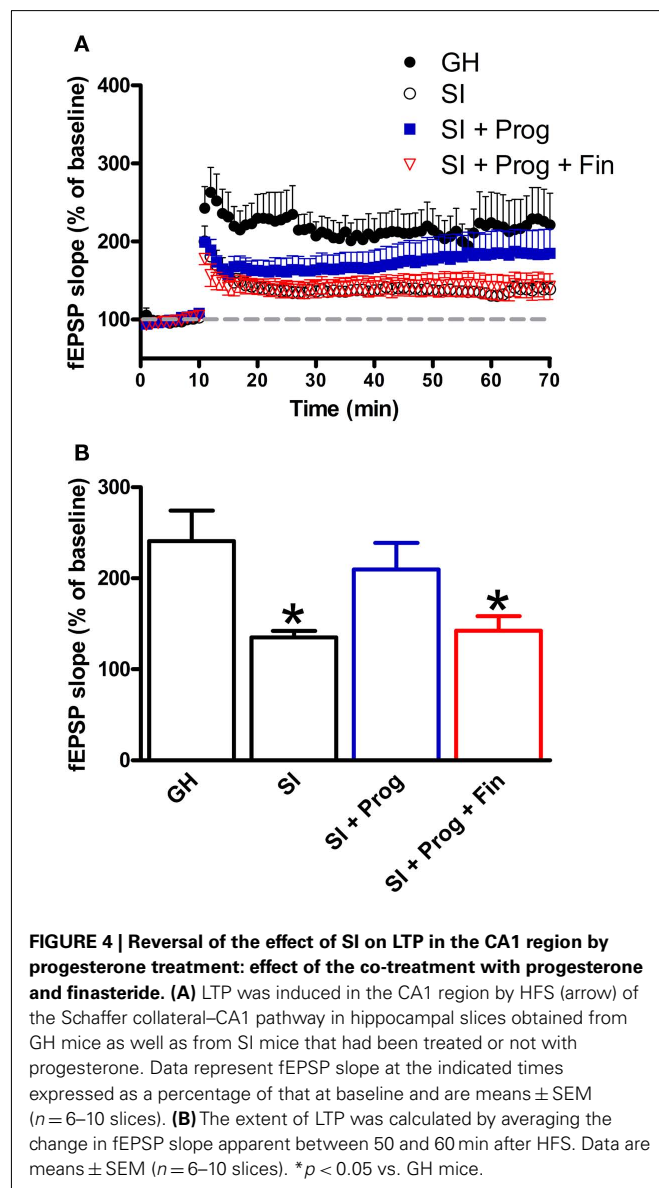 A
GH
SI
SI + Prog
SI + Prog + Fin
400
300
200
100
fEPSP slope (% of baseline)
0 10 20 30 40 50 60 70
Time (min)
B
300
200
100
0
fEPSP slope (% of baseline)
* *
GH
SI
SI + Prog
SI + Prog + Fin
FIGURE 4 | Reversal of the effect of SI on LTP in the CA1 region by
progesterone treatment: effect of the co-treatment with progesterone
and finasteride. (A) LTP was induced in the CA1 region by HFS (arrow) of
the Schaffer collateral–CA1 pathway in hippocampal slices obtained from
GH mice as well as from SI mice that had been treated or not with
progesterone. Data represent fEPSP slope at the indicated times
expressed as a percentage of that at baseline and are means ± SEM
(n = 6–10 slices). (B) The extent of LTP was calculated by averaging the
change in fEPSP slope apparent between 50 and 60 min after HFS. Data are
means ± SEM (n = 6–10 slices). *p < 0.05 vs. GH mice.